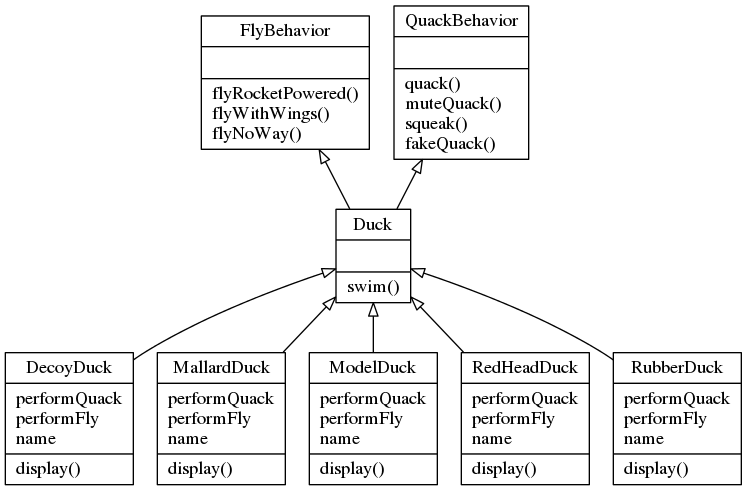 FlyBehavior
flyRocketPowered()
flyWithWings()
flyNoWay()
QuackBehavior
quack()
muteQuack()
squeak()
fakeQuack()
Duck
swim()
DecoyDuck
performQuack
performFly
name
display()
MallardDuck
performQuack
performFly
name
display()
ModelDuck
performQuack
performFly
name
display()
RedHeadDuck
performQuack
performFly
name
display()
RubberDuck
performQuack
performFly
name
display()